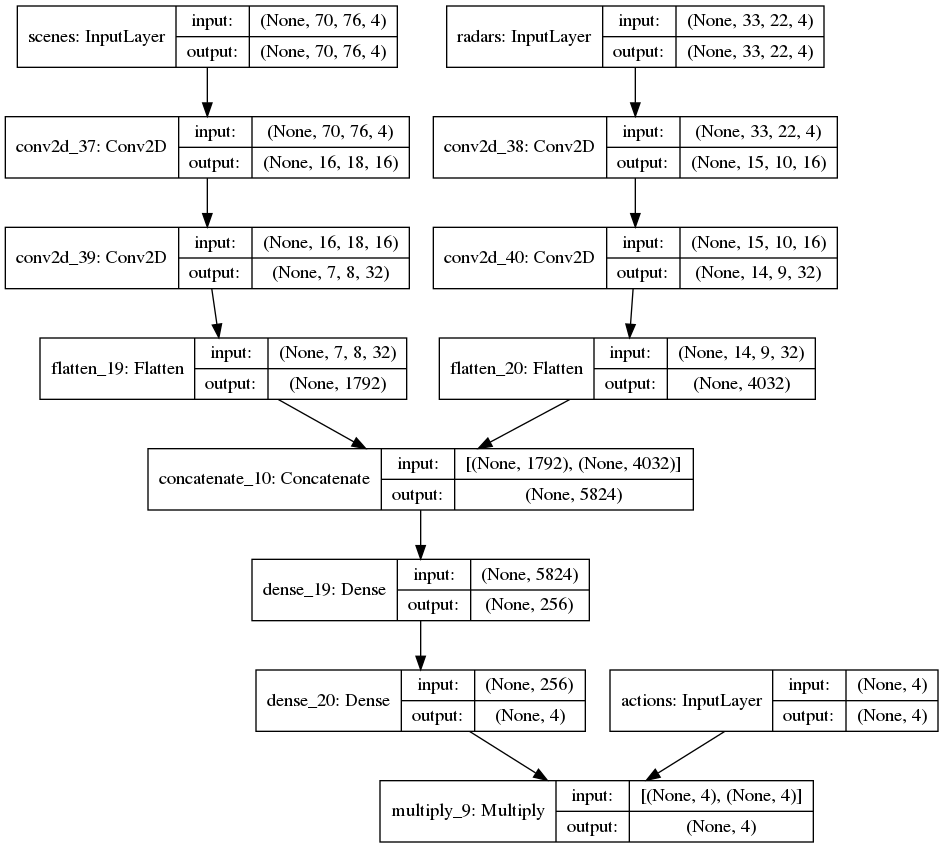 scenes: InputLayer
input: (None, 70, 76, 4)
output: (None, 70, 76, 4)
radars: InputLayer
input: (None, 33, 22, 4)
output: (None, 33, 22, 4)
conv2d_37: Conv2D
input: (None, 70, 76, 4)
output: (None, 16, 18, 16)
conv2d_38: Conv2D
input: (None, 33, 22, 4)
output: (None, 15, 10, 16)
conv2d_39: Conv2D
input: (None, 16, 18, 16)
output: (None, 7, 8, 32)
conv2d_40: Conv2D
input: (None, 15, 10, 16)
output: (None, 14, 9, 32)
flatten_19: Flatten
input: (None, 7, 8, 32)
output: (None, 1792)
flatten_20: Flatten
input: (None, 14, 9, 32)
output: (None, 4032)
concatenate_10: Concatenate
input: [(None, 1792), (None, 4032)]
output: (None, 5824)
dense_19: Dense
input: (None, 5824)
output: (None, 256)
dense_20: Dense
input: (None, 256)
output: (None, 4)
actions: InputLayer
input: (None, 4)
output: (None, 4)
multiply_9: Multiply
input: [(None, 4), (None, 4)]
output: (None, 4)